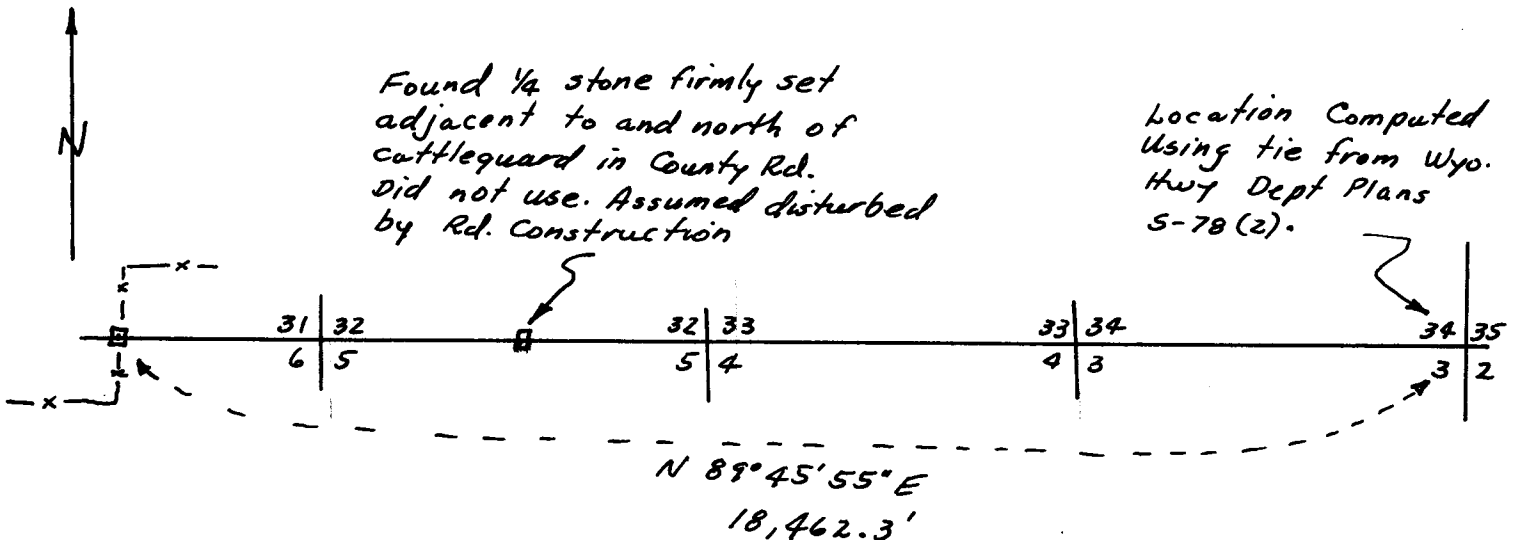 Found 1/4 stone firmly set
adjacent to and north of
cattleguard in County Rd.
Did not use. Assumed disturbed
by Rd. Construction
Location Computed
Using tie from Wyo.
Hwy Dept Plans
S-78 (2).
N
31 32
6 5
32 33
5 4
33 34
4 3
34 35
3 2
N 89°45'55" E
18,462.3'